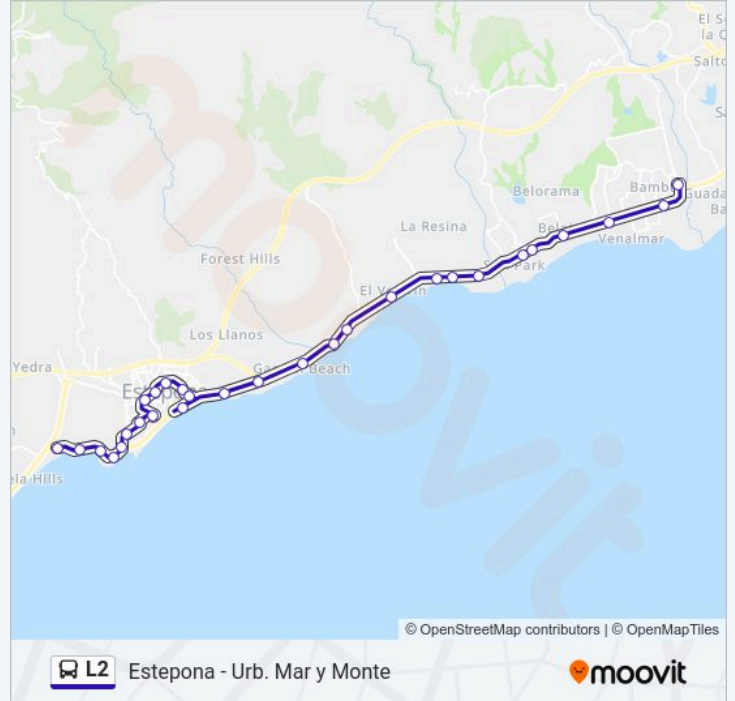 El S
la Q
Salto
Sa
Belorama
Bamb
Guada
Ba
La Resina
Bel
Venalmar
Forest Hills
Park
El V
Los Llanos
Yedra
Beach
Estepona
ela Hills
moovit
© OpenStreetMap contributors | © OpenMapTiles
L2 Estepona - Urb. Mar y Monte
moovit